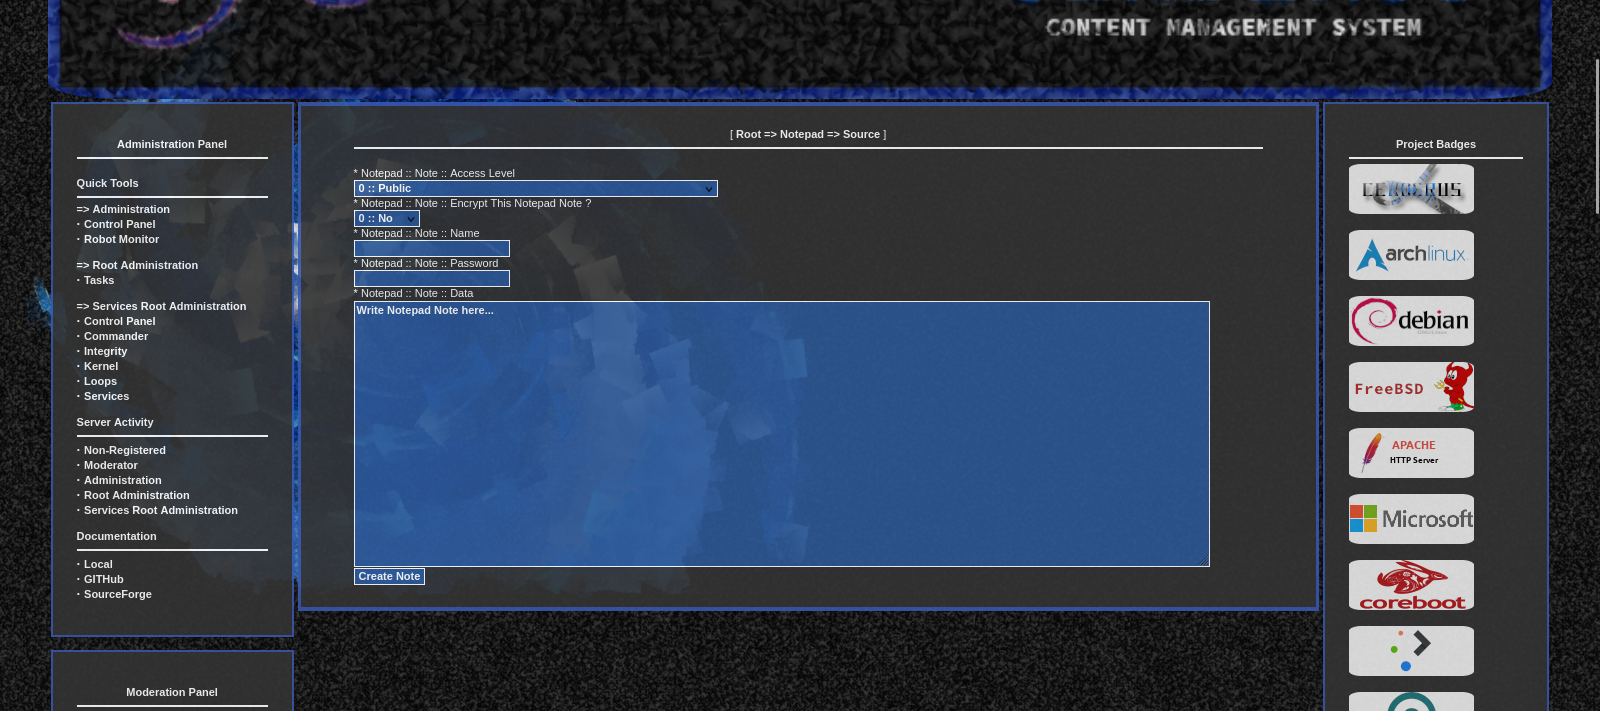 CONTENT MANAGEMENT SYSTEM
Administration Panel
Quick Tools
=> Administration
· Control Panel
· Robot Monitor
=> Root Administration
· Tasks
=> Services Root Administration
· Control Panel
· Commander
· Integrity
· Kernel
· Loops
· Services
Server Activity
· Non-Registered
· Moderator
· Administration
· Root Administration
· Services Root Administration
Documentation
· Local
· GITHub
· SourceForge
Moderation Panel
[ Root => Notepad => Source ]
* Notepad :: Note :: Access Level
0 :: Public
* Notepad :: Note :: Encrypt This Notepad Note ?
0 :: No
* Notepad :: Note :: Name
* Notepad :: Note :: Password
* Notepad :: Note :: Data
Write Notepad Note here...
Create Note
Project Badges
CERBERUS
archlinux
debian
FreeBSD
APACHE
HTTP Server
Microsoft
coreboot